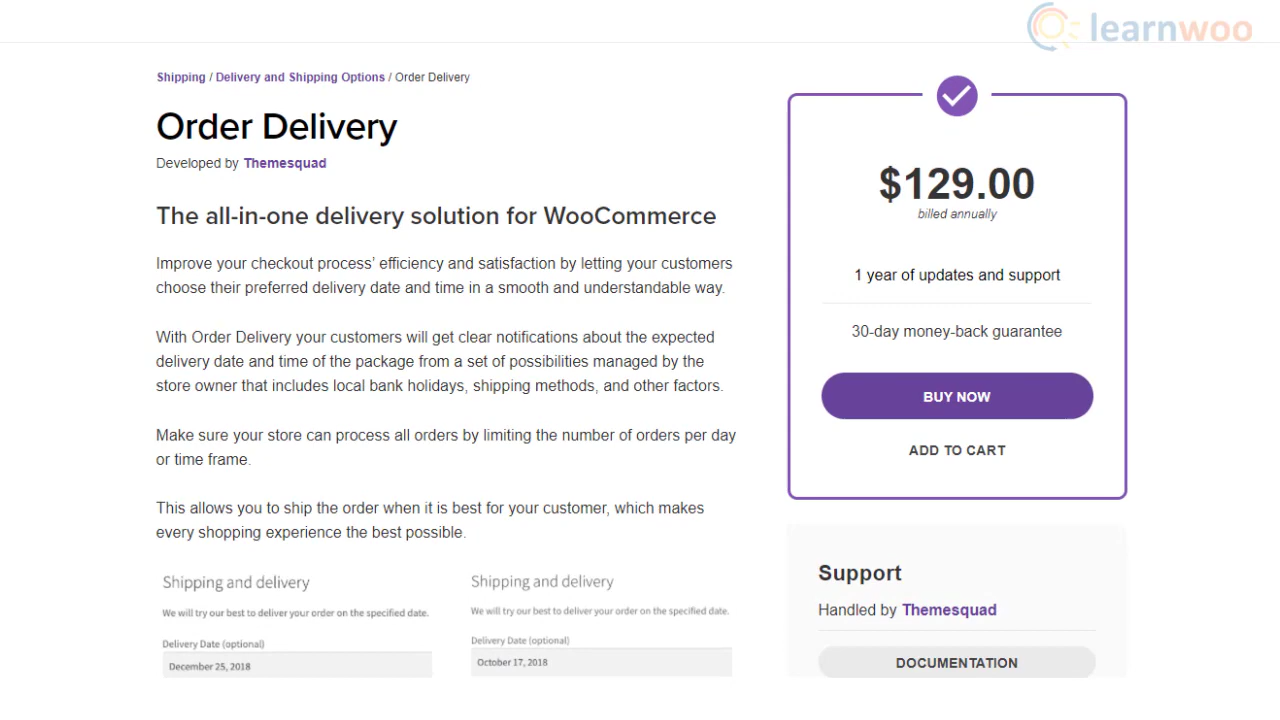 learnwoo
Shipping / Delivery and Shipping Options / Order Delivery
Order Delivery
Developed by Themesquad
The all-in-one delivery solution for WooCommerce
Improve your checkout process’ efficiency and satisfaction by letting your customers
choose their preferred delivery date and time in a smooth and understandable way.
With Order Delivery your customers will get clear notifications about the expected
delivery date and time of the package from a set of possibilities managed by the
store owner that includes local bank holidays, shipping methods, and other factors.
Make sure your store can process all orders by limiting the number of orders per day
or time frame.
This allows you to ship the order when it is best for your customer, which makes
every shopping experience the best possible.
Shipping and delivery
We will try our best to deliver your order on the specified date.
Delivery Date (optional)
December 25, 2018
Shipping and delivery
We will try our best to deliver your order on the specified date.
Delivery Date (optional)
October 17, 2018
$129.00
billed annually
1 year of updates and support
30-day money-back guarantee
BUY NOW
ADD TO CART
Support
Handled by Themesquad
DOCUMENTATION